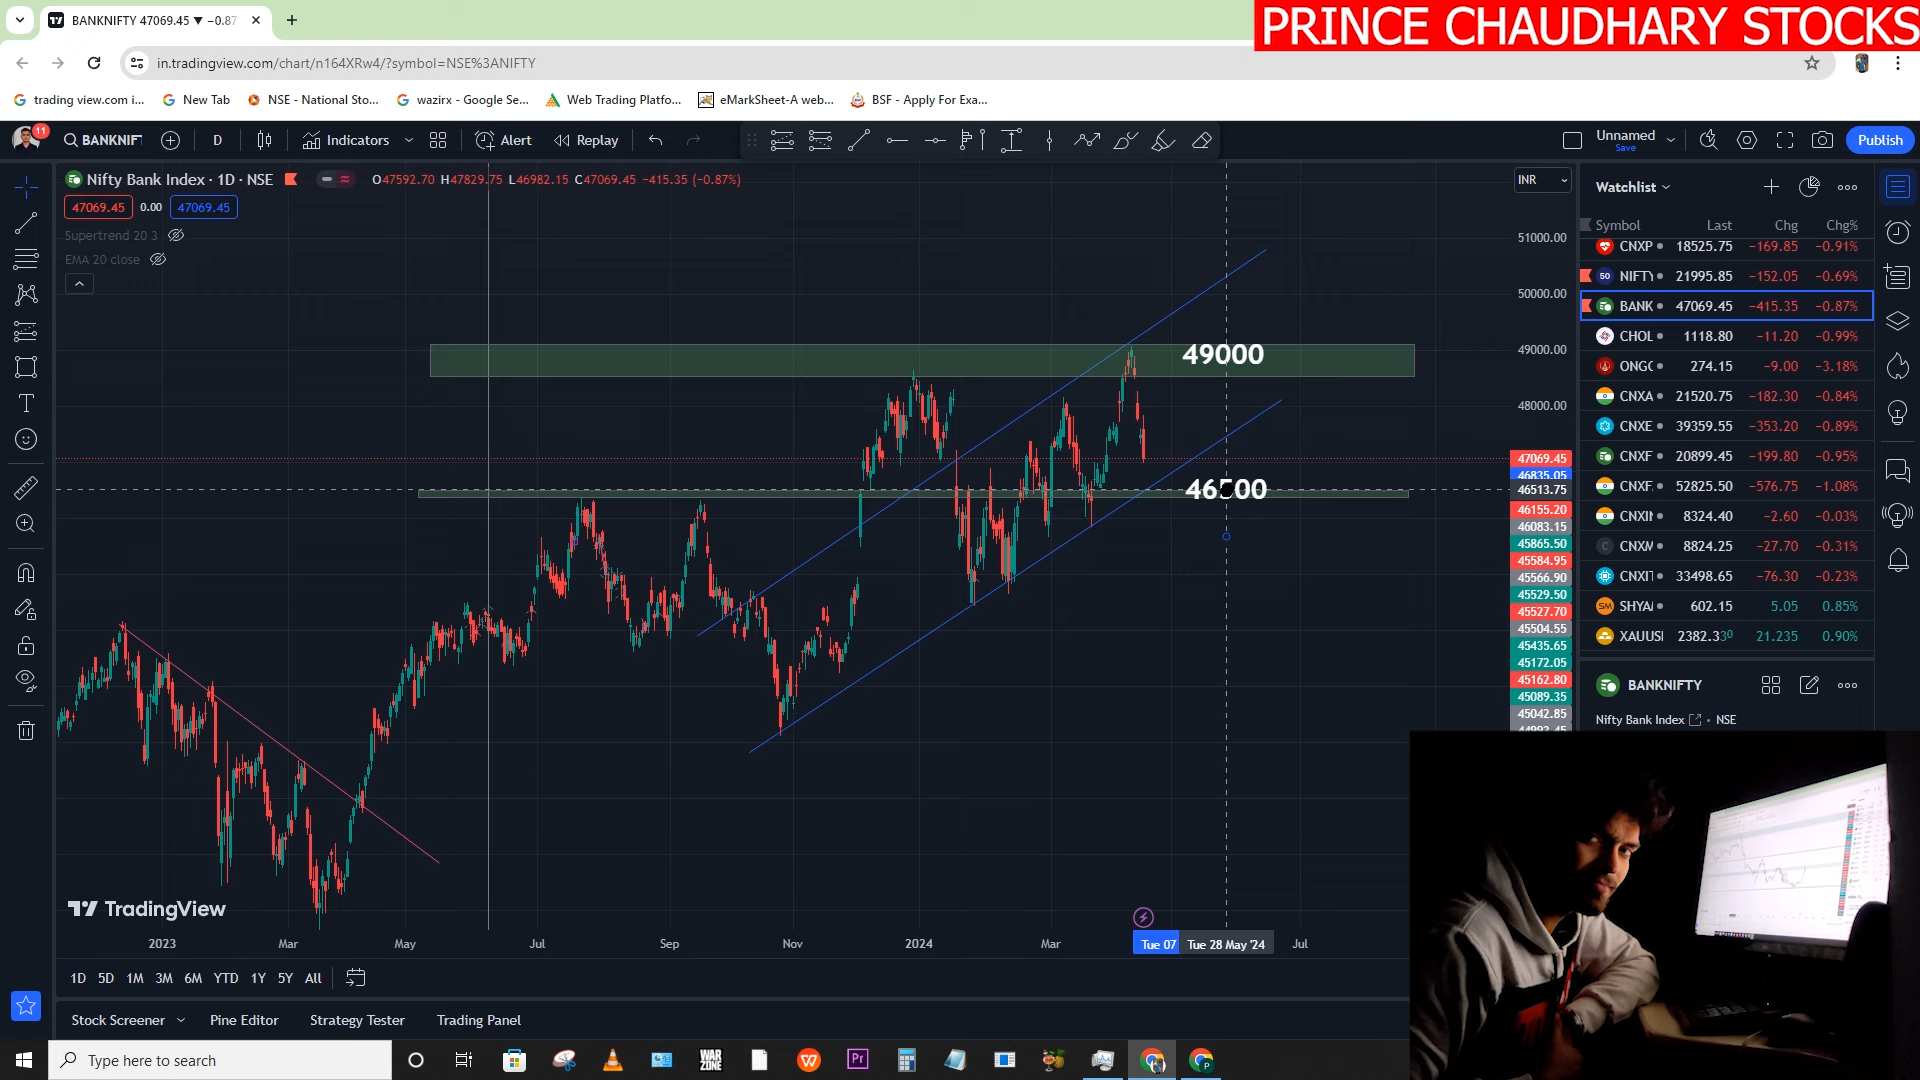 BANKNIFTY 47069.45 ▼ −0.87
PRINCE CHAUDHARY STOCKS
in.tradingview.com/chart/n164XRw4/?symbol=NSE%3ANIFTY
trading view.com i... New Tab NSE - National Sto... wazirx - Google Se... Web Trading Platfo... eMarkSheet-A web... BSF - Apply For Exa...
11 BANKNIF D Indicators Alert Replay Unnamed Save Publish
Nifty Bank Index · 1D · NSE O47592.70 H47829.75 L46982.15 C47069.45 −415.35 (−0.87%)
47069.45 0.00 47069.45
Supertrend 20 3
EMA 20 close
INR
51000.00
50000.00
49000.00
48000.00
47069.45
46835.05
46513.75
46155.20
46083.15
45865.50
45584.95
45566.90
45529.50
45527.70
45504.55
45435.65
45172.05
45162.80
45089.35
45042.85
49000
46500
TradingView
2023 Mar May Jul Sep Nov 2024 Mar Tue 07 Tue 28 May '24 Jul
1D 5D 1M 3M 6M YTD 1Y 5Y All
Stock Screener Pine Editor Strategy Tester Trading Panel
Watchlist
Symbol Last Chg Chg%
CNXP 18525.75 −169.85 −0.91%
50 NIFTY 21995.85 −152.05 −0.69%
BANK 47069.45 −415.35 −0.87%
CHOL 1118.80 −11.20 −0.99%
ONGC 274.15 −9.00 −3.18%
CNXA 21520.75 −182.30 −0.84%
CNXE 39359.55 −353.20 −0.89%
CNXF 20899.45 −199.80 −0.95%
CNXF 52825.50 −576.75 −1.08%
CNXIN 8324.40 −2.60 −0.03%
C CNXM 8824.25 −27.70 −0.31%
CNXIT 33498.65 −76.30 −0.23%
SM SHYA 602.15 5.05 0.85%
XAUUS 2382.330 21.235 0.90%
BANKNIFTY
Nifty Bank Index • NSE
Type here to search
WAR ZONE
Pr
P